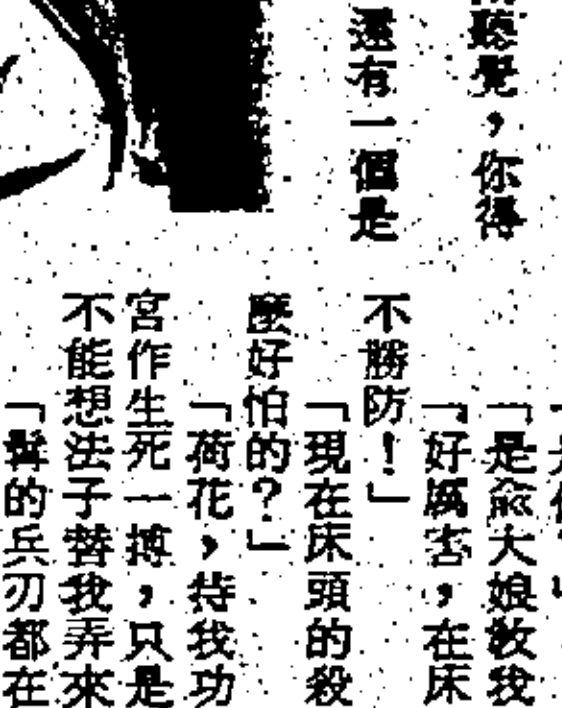 聽覺，你得
還有一個是
「是俞大娘教我
「好厲害，在床
不勝防！」
「現在床頭的殺
麼好怕的？」
「荷花，待我功
宮作生死一搏，只是
不能想法子替我弄來
的兵刃都在